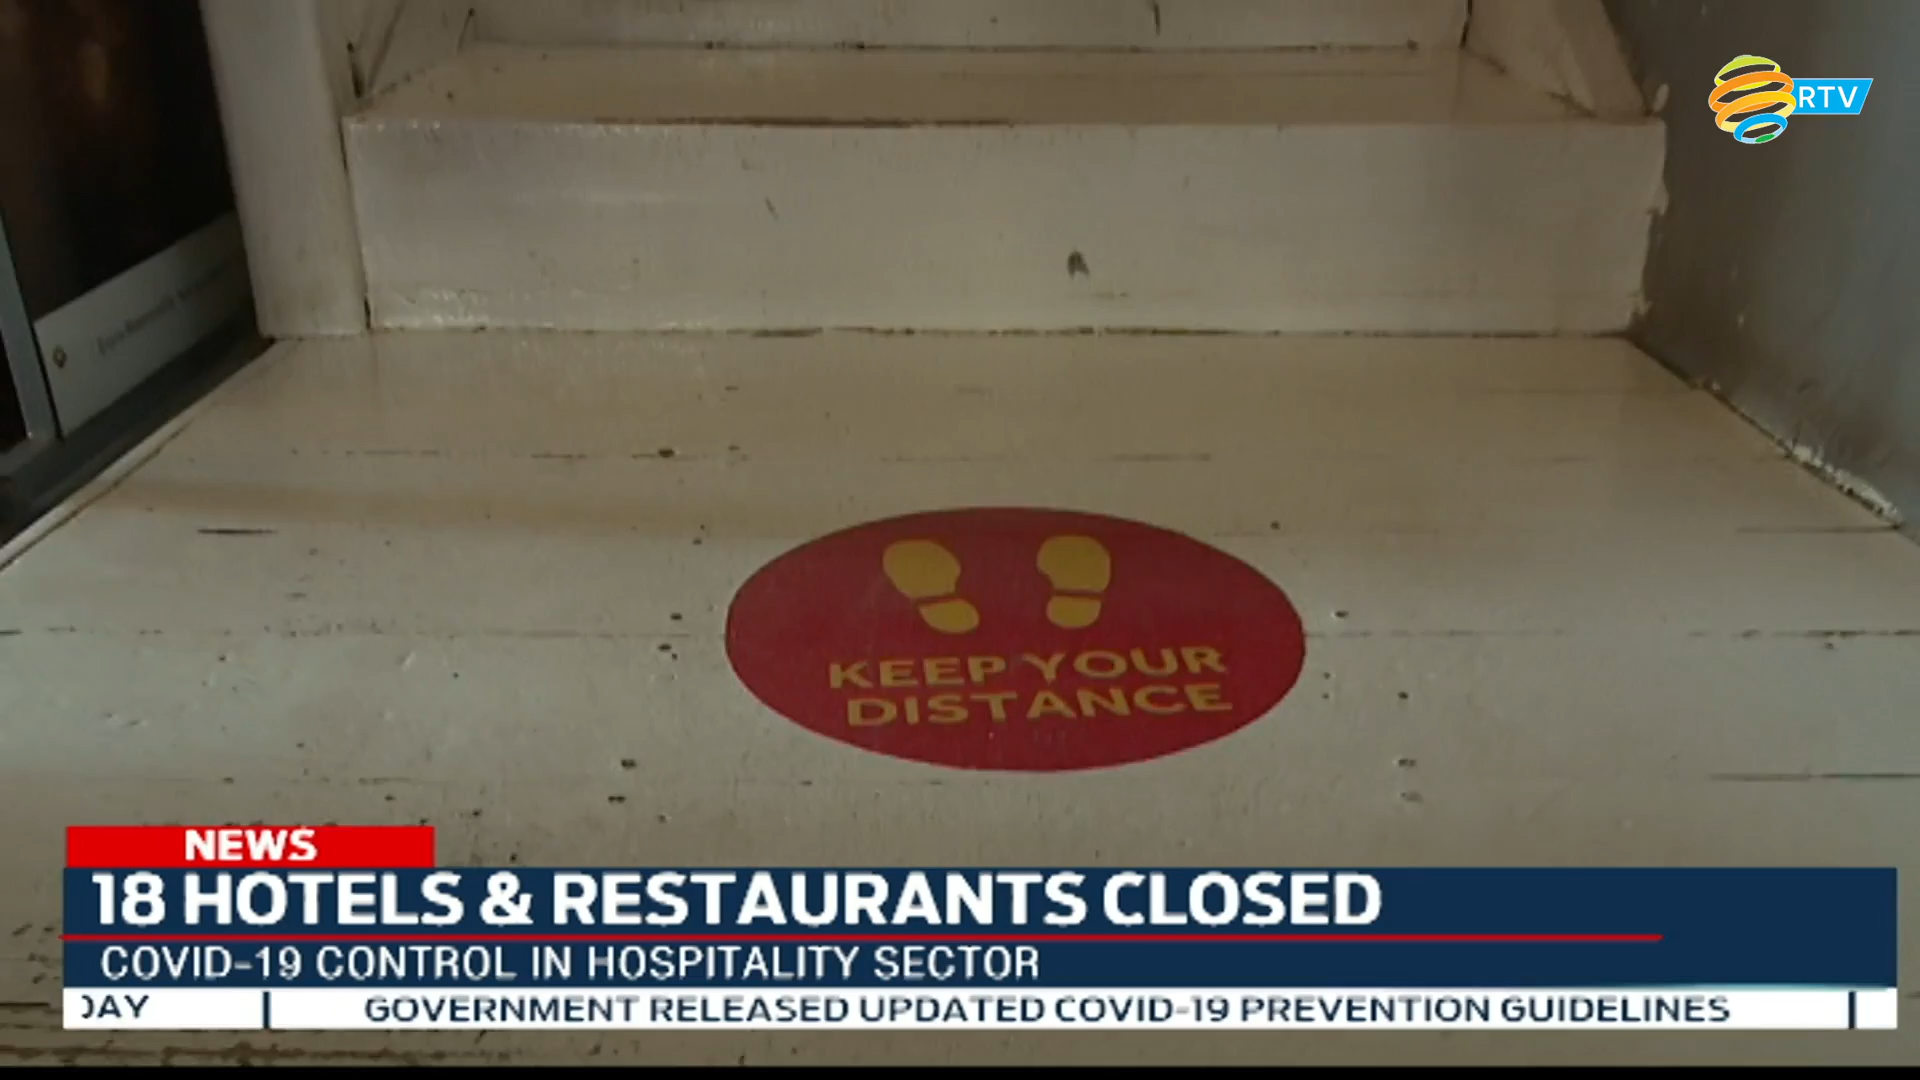 RTV
KEEP YOUR
DISTANCE
NEWS
18 HOTELS & RESTAURANTS CLOSED
COVID-19 CONTROL IN HOSPITALITY SECTOR
DAY | GOVERNMENT RELEASED UPDATED COVID-19 PREVENTION GUIDELINES |